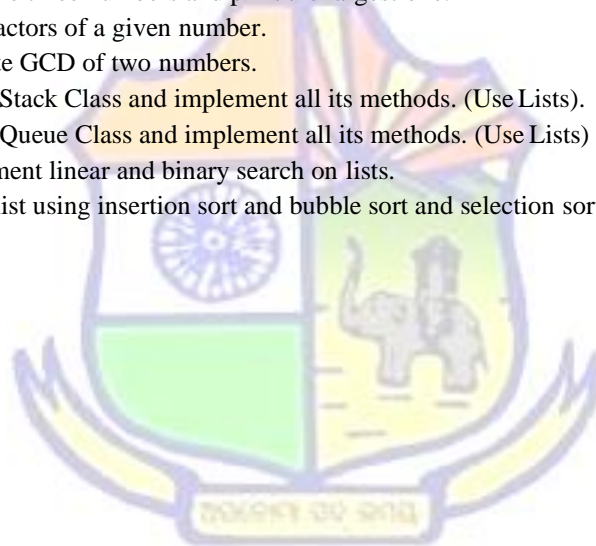 actors of a given number.
te GCD of two numbers.
Stack Class and implement all its methods. (Use Lists).
Queue Class and implement all its methods. (Use Lists)
ment linear and binary search on lists.
ist using insertion sort and bubble sort and selection sor